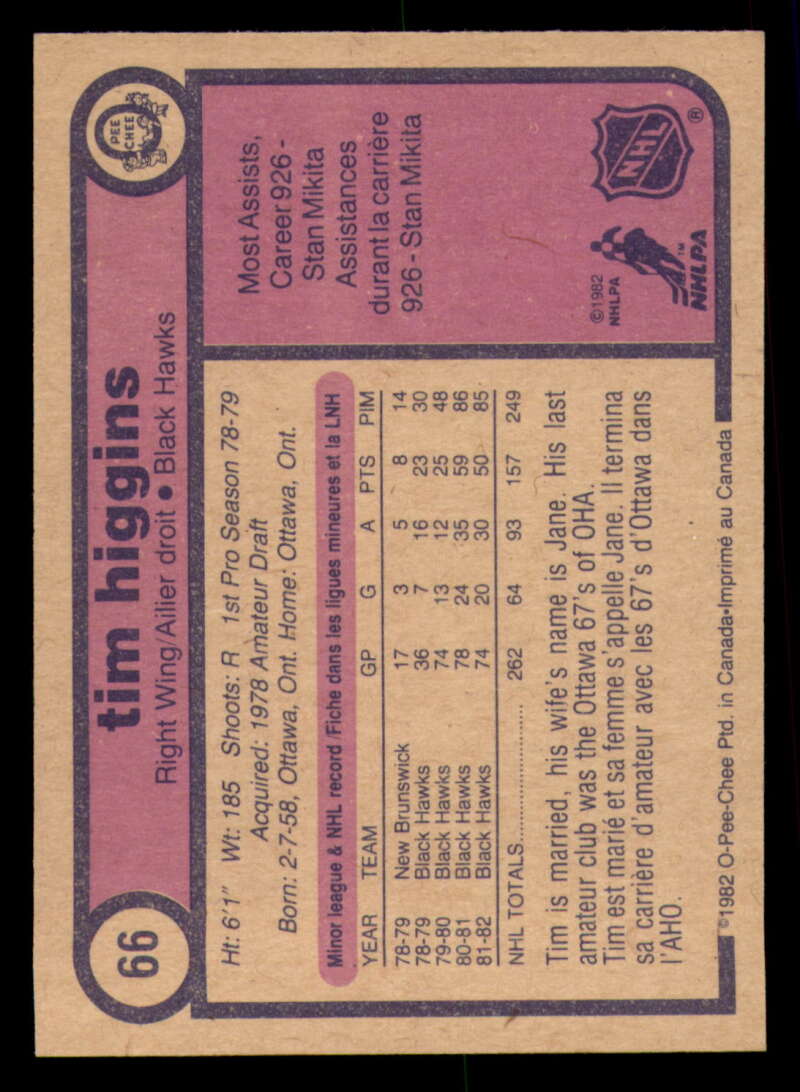 66
tim higgins
Right Wing/Ailier droit • Black Hawks
O PEE CHEE
Ht: 6'1" Wt: 185 Shoots: R 1st Pro Season 78-79
Acquired: 1978 Amateur Draft
Born: 2-7-58, Ottawa, Ont. Home: Ottawa, Ont.
Minor league & NHL record/Fiche dans les ligues mineures et la LNH
YEAR TEAM GP G A PTS PIM
78-79 New Brunswick 17 3 5 8 14
78-79 Black Hawks 36 7 16 23 30
79-80 Black Hawks 74 13 12 25 48
80-81 Black Hawks 78 24 35 59 86
81-82 Black Hawks 74 20 30 50 85
NHL TOTALS.................... 262 64 93 157 249
Tim is married, his wife's name is Jane. His last
amateur club was the Ottawa 67's of OHA.
Tim est marié et sa femme s'appelle Jane. Il termina
sa carrière d'amateur avec les 67's d'Ottawa dans
l'AHO.
Most Assists,
Career 926 -
Stan Mikita
Assistances
durant la carrière
926 - Stan Mikita
©1982
NHLPA
NHLPA™
NHL®
©1982 O-Pee-Chee Ptd. in Canada•Imprimé au Canada